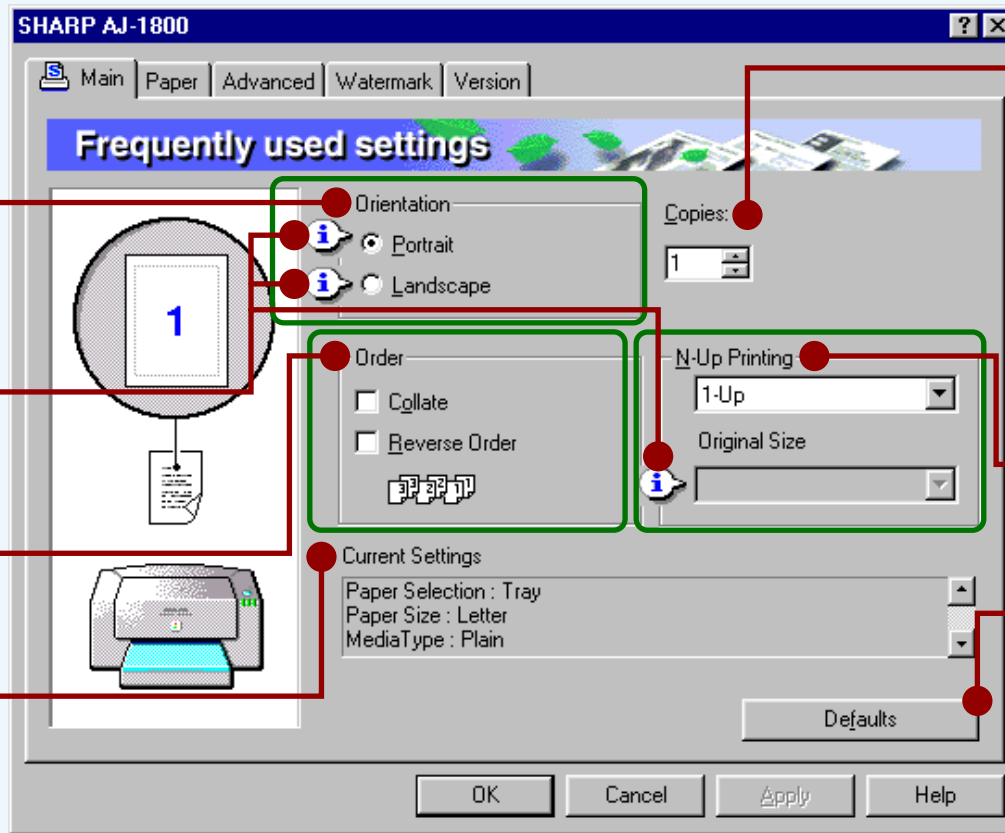 SHARP AJ-1800
Main Paper Advanced Watermark Version
Frequently used settings
Orientation
Portrait
Landscape
Copies:
1
1
Order
Collate
Reverse Order
N-Up Printing
1-Up
Original Size
Current Settings
Paper Selection : Tray
Paper Size : Letter
MediaType : Plain
Defaults
OK Cancel Apply Help